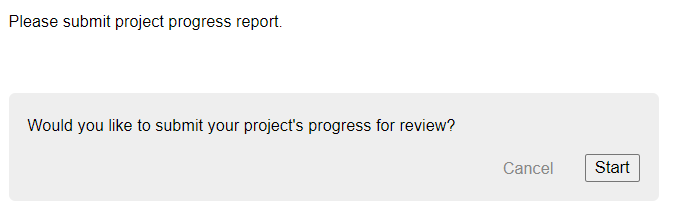 Please submit project progress report.
Would you like to submit your project's progress for review?
Cancel Start